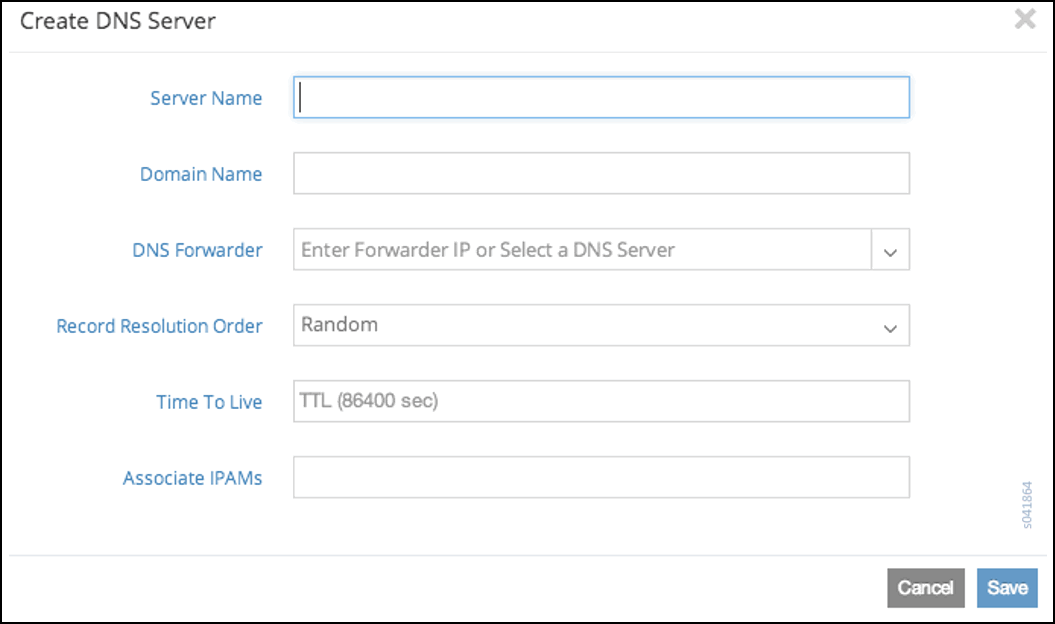 Create DNS Server
Server Name
Domain Name
DNS Forwarder Enter Forwarder IP or Select a DNS Server
Record Resolution Order Random
Time To Live TTL (86400 sec)
Associate IPAMs
s041864
Cancel Save